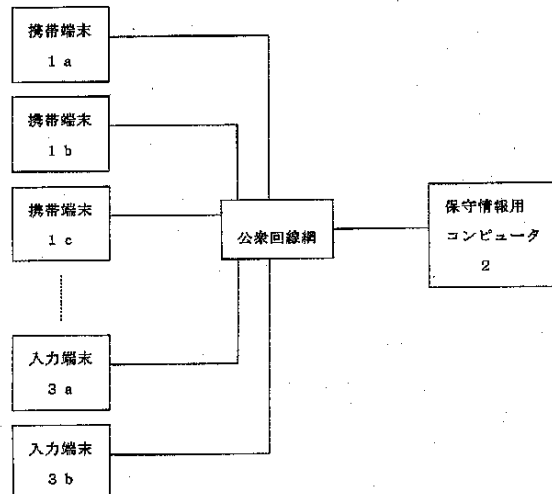 携帯端末
1 a
携帯端末
1 b
携帯端末
1 c
公衆回線網
保守情報用
コンピュータ
2
入力端末
3 a
入力端末
3 b